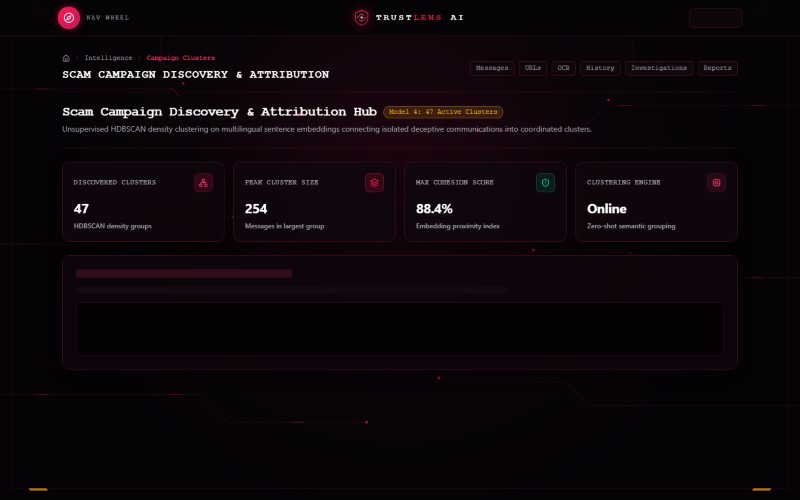 NAV WHEEL
TRUSTLENS AI
Intelligence > Campaign Clusters
SCAM CAMPAIGN DISCOVERY & ATTRIBUTION
Messages URLs OCR History Investigations Reports
Scam Campaign Discovery & Attribution Hub Model 4: 47 Active Clusters
Unsupervised HDBSCAN density clustering on multilingual sentence embeddings connecting isolated deceptive communications into coordinated clusters.
DISCOVERED CLUSTERS
47
HDBSCAN density groups
PEAK CLUSTER SIZE
254
Messages in largest group
MAX COHESION SCORE
88.4%
Embedding proximity index
CLUSTERING ENGINE
Online
Zero-shot semantic grouping